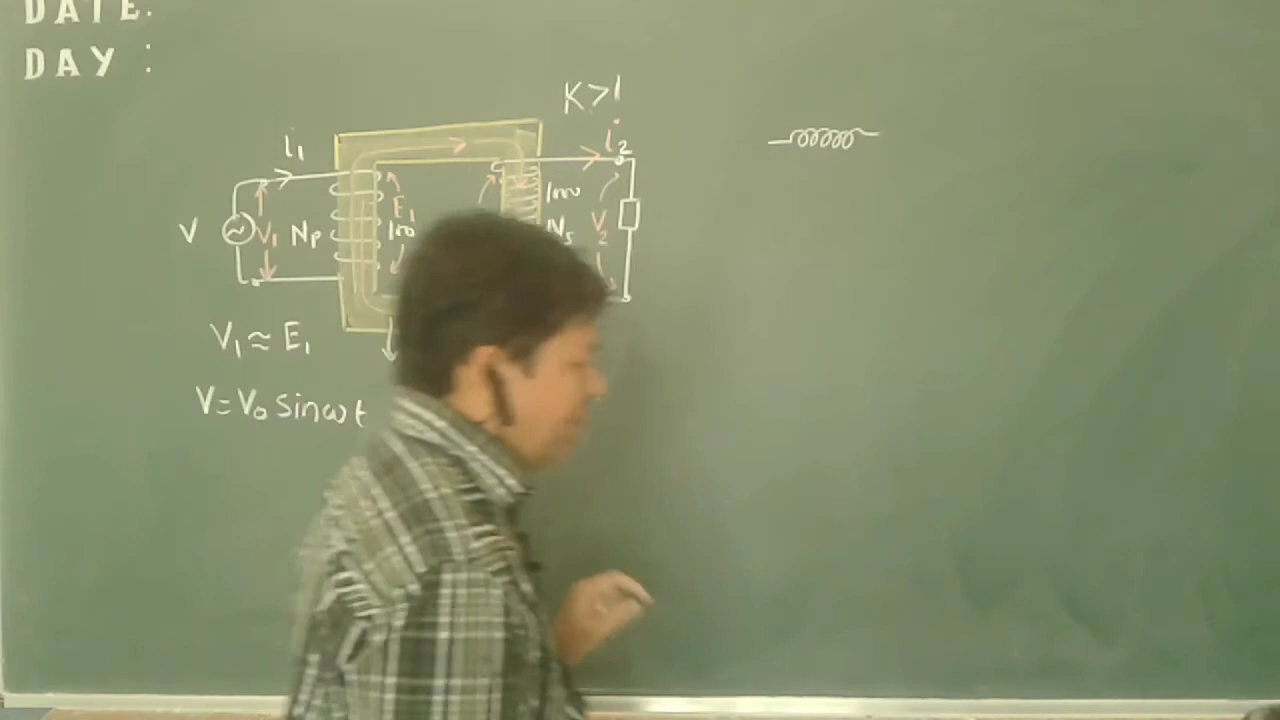 DATE:
DAY :
K>1
i₁
i₂
V
V₁
Nₚ
E₁
100
1000
Nₛ
V₂
V₁ ≈ E₁
V = V₀ sinωt